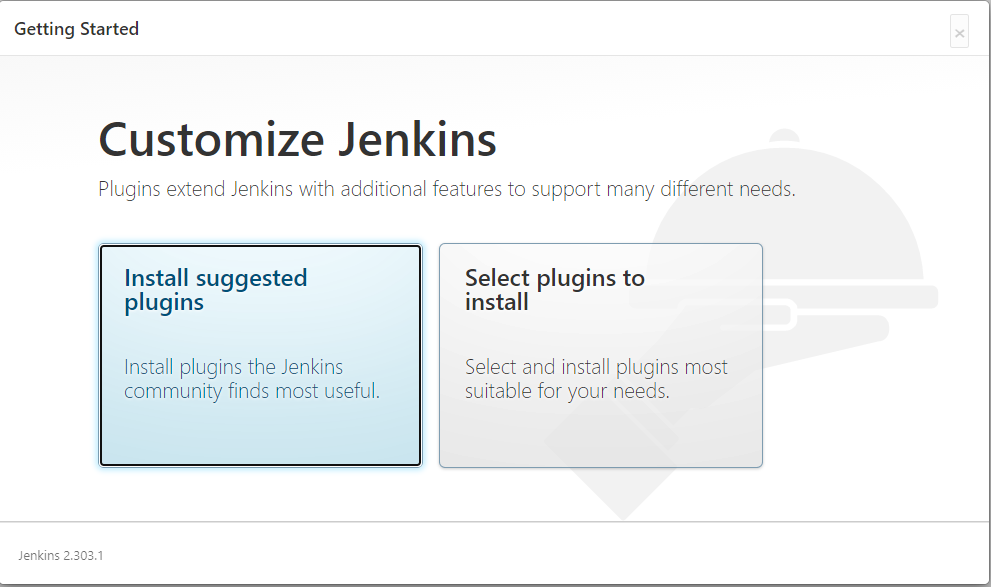 Getting Started
×
Customize Jenkins
Plugins extend Jenkins with additional features to support many different needs.
Install suggested
plugins
Install plugins the Jenkins
community finds most useful.
Select plugins to
install
Select and install plugins most
suitable for your needs.
Jenkins 2.303.1